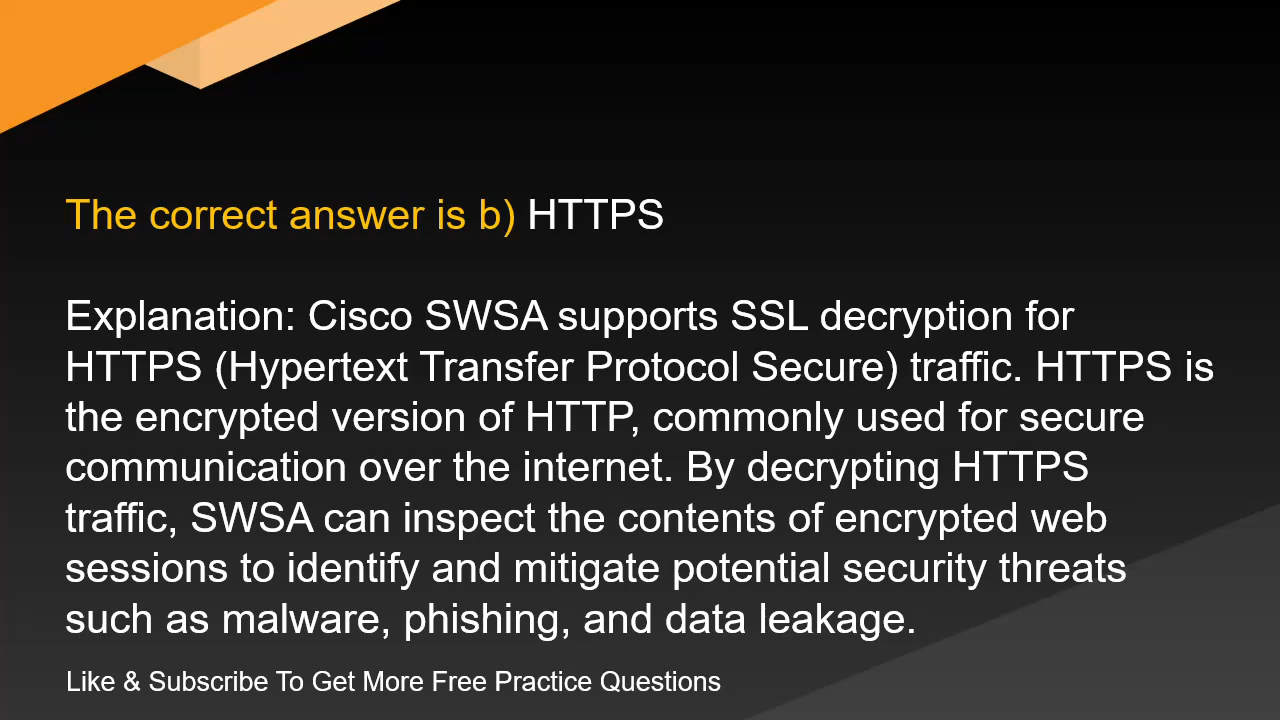 The correct answer is b) HTTPS
Explanation: Cisco SWSA supports SSL decryption for
HTTPS (Hypertext Transfer Protocol Secure) traffic. HTTPS is
the encrypted version of HTTP, commonly used for secure
communication over the internet. By decrypting HTTPS
traffic, SWSA can inspect the contents of encrypted web
sessions to identify and mitigate potential security threats
such as malware, phishing, and data leakage.
Like & Subscribe To Get More Free Practice Questions